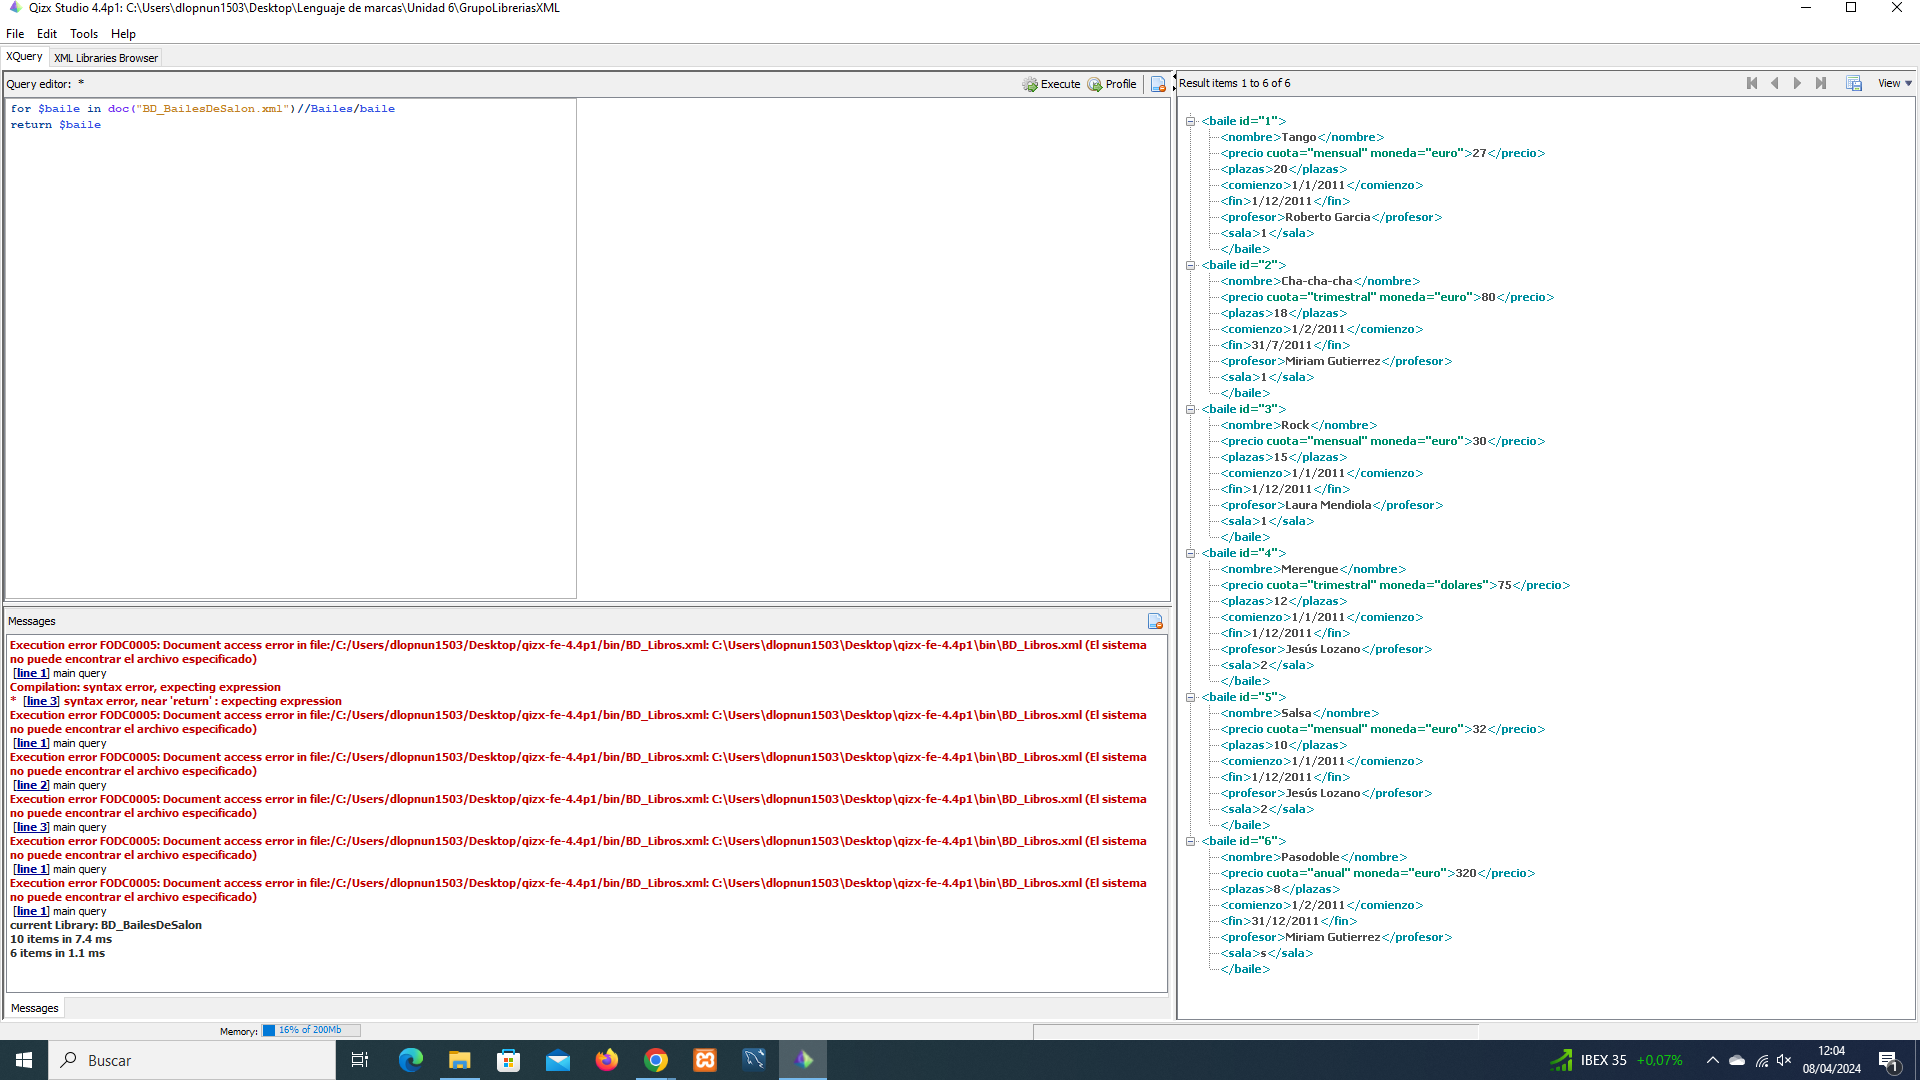 Qizx Studio 4.4p1: C:\Users\dlopnun1503\Desktop\Lenguaje de marcas\Unidad 6\GrupoLibreriasXML
File Edit Tools Help
XQuery XML Libraries Browser
Query editor: *
Execute Profile
for $baile in doc("BD_BailesDeSalon.xml")//Bailes/baile
return $baile
Messages
Execution error FODC0005: Document access error in file:/C:/Users/dlopnun1503/Desktop/qizx-fe-4.4p1/bin/BD_Libros.xml: C:\Users\dlopnun1503\Desktop\qizx-fe-4.4p1\bin\BD_Libros.xml (El sistema
no puede encontrar el archivo especificado)
[line 1] main query
Compilation: syntax error, expecting expression
* [line 3] syntax error, near 'return' : expecting expression
Execution error FODC0005: Document access error in file:/C:/Users/dlopnun1503/Desktop/qizx-fe-4.4p1/bin/BD_Libros.xml: C:\Users\dlopnun1503\Desktop\qizx-fe-4.4p1\bin\BD_Libros.xml (El sistema
no puede encontrar el archivo especificado)
[line 1] main query
Execution error FODC0005: Document access error in file:/C:/Users/dlopnun1503/Desktop/qizx-fe-4.4p1/bin/BD_Libros.xml: C:\Users\dlopnun1503\Desktop\qizx-fe-4.4p1\bin\BD_Libros.xml (El sistema
no puede encontrar el archivo especificado)
[line 2] main query
Execution error FODC0005: Document access error in file:/C:/Users/dlopnun1503/Desktop/qizx-fe-4.4p1/bin/BD_Libros.xml: C:\Users\dlopnun1503\Desktop\qizx-fe-4.4p1\bin\BD_Libros.xml (El sistema
no puede encontrar el archivo especificado)
[line 3] main query
Execution error FODC0005: Document access error in file:/C:/Users/dlopnun1503/Desktop/qizx-fe-4.4p1/bin/BD_Libros.xml: C:\Users\dlopnun1503\Desktop\qizx-fe-4.4p1\bin\BD_Libros.xml (El sistema
no puede encontrar el archivo especificado)
[line 1] main query
Execution error FODC0005: Document access error in file:/C:/Users/dlopnun1503/Desktop/qizx-fe-4.4p1/bin/BD_Libros.xml: C:\Users\dlopnun1503\Desktop\qizx-fe-4.4p1\bin\BD_Libros.xml (El sistema
no puede encontrar el archivo especificado)
[line 1] main query
current Library: BD_BailesDeSalon
10 items in 7.4 ms
6 items in 1.1 ms
Messages
Memory: 16% of 200Mb
Result items 1 to 6 of 6
View
<baile id="1">
<nombre>Tango</nombre>
<precio cuota="mensual" moneda="euro">27</precio>
<plazas>20</plazas>
<comienzo>1/1/2011</comienzo>
<fin>1/12/2011</fin>
<profesor>Roberto Garcia</profesor>
<sala>1</sala>
</baile>
<baile id="2">
<nombre>Cha-cha-cha</nombre>
<precio cuota="trimestral" moneda="euro">80</precio>
<plazas>18</plazas>
<comienzo>1/2/2011</comienzo>
<fin>31/7/2011</fin>
<profesor>Miriam Gutierrez</profesor>
<sala>1</sala>
</baile>
<baile id="3">
<nombre>Rock</nombre>
<precio cuota="mensual" moneda="euro">30</precio>
<plazas>15</plazas>
<comienzo>1/1/2011</comienzo>
<fin>1/12/2011</fin>
<profesor>Laura Mendiola</profesor>
<sala>1</sala>
</baile>
<baile id="4">
<nombre>Merengue</nombre>
<precio cuota="trimestral" moneda="dolares">75</precio>
<plazas>12</plazas>
<comienzo>1/1/2011</comienzo>
<fin>1/12/2011</fin>
<profesor>Jesús Lozano</profesor>
<sala>2</sala>
</baile>
<baile id="5">
<nombre>Salsa</nombre>
<precio cuota="mensual" moneda="euro">32</precio>
<plazas>10</plazas>
<comienzo>1/1/2011</comienzo>
<fin>1/12/2011</fin>
<profesor>Jesús Lozano</profesor>
<sala>2</sala>
</baile>
<baile id="6">
<nombre>Pasodoble</nombre>
<precio cuota="anual" moneda="euro">320</precio>
<plazas>8</plazas>
<comienzo>1/2/2011</comienzo>
<fin>31/12/2011</fin>
<profesor>Miriam Gutierrez</profesor>
<sala>s</sala>
</baile>
Buscar
IBEX 35 +0,07%
12:04
08/04/2024
1